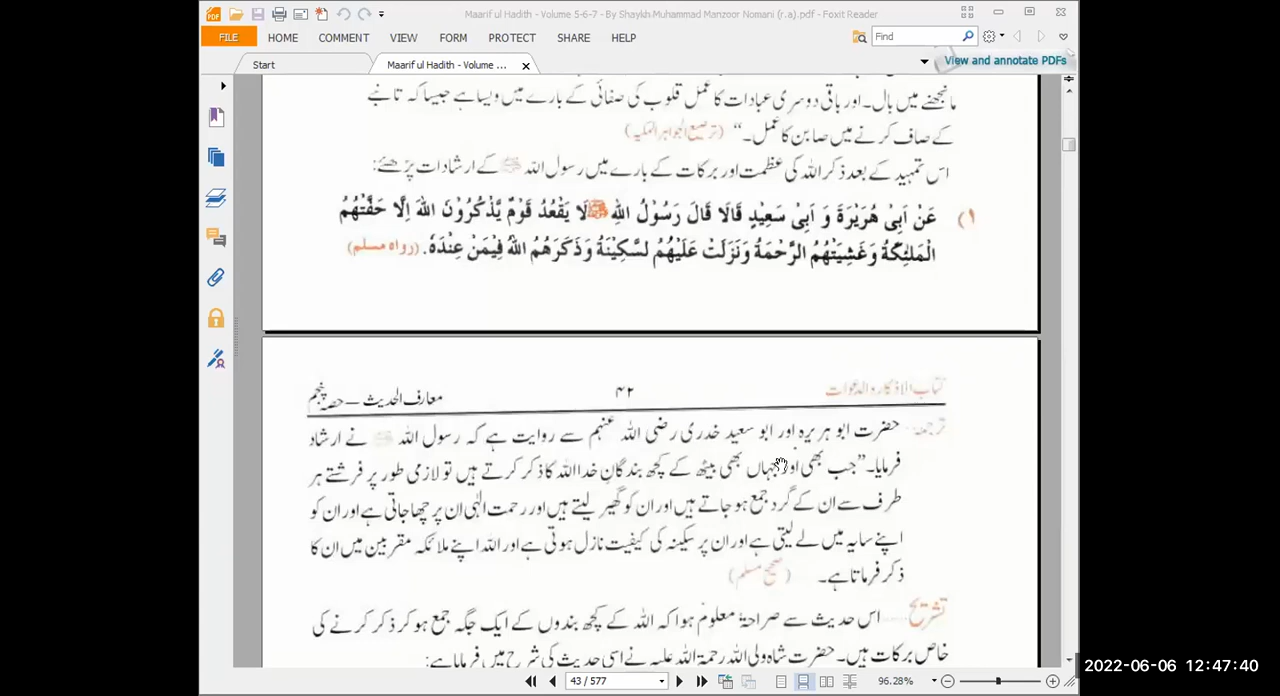 Maarif ul Hadith - Volume 5-6-7 - By Shaykh Muhammad Manzoor Nomani (r.a).pdf - Foxit Reader
FILE HOME COMMENT VIEW FORM PROTECT SHARE HELP
Find
Start Maarif ul Hadith - Volume ...
View and annotate PDFs
مانجھنے میں بال۔ اور باقی دوسری عبادات کا عمل قلوب کی صفائی کے بارے میں ویسا ہے جیسا کہ تانبے
کے صاف کرنے میں صابن کا عمل۔“ (ترصیع الجواہر المکیہ)
اس تمہید کے بعد ذکر اللہ کی عظمت اور برکات کے بارے میں رسول اللہ ﷺ کے ارشادات پڑھئے:
۱) عَنْ اَبِیْ هُرَیْرَةَ وَ اَبِیْ سَعِیْدٍ قَالَا قَالَ رَسُوْلُ اللهِ ﷺ لَا یَقْعُدُ قَوْمٌ یَّذْكُرُوْنَ اللهَ اِلَّا حَفَّتْهُمُ
الْمَلٰئِكَةُ وَغَشِیَتْهُمُ الرَّحْمَةُ وَنَزَلَتْ عَلَیْهُمُ لسَّكِیْنَةُ وَذَكَرَهُمُ اللهُ فِیْمَنْ عِنْدَهٗ. (رواه مسلم)
کتاب الاذکار والدعوات ۴۲ معارف الحدیث – حصہ پنجم
ترجمہ حضرت ابو ہریرہ اور ابو سعید خدری رضی اللہ عنہم سے روایت ہے کہ رسول اللہ ﷺ نے ارشاد
فرمایا۔ ”جب بھی اور جہاں بھی بیٹھ کے کچھ بندگانِ خدا اللہ کا ذکر کرتے ہیں تو لازمی طور پر فرشتے ہر
طرف سے ان کے گرد جمع ہو جاتے ہیں اور ان کو گھیر لیتے ہیں اور رحمت الٰہی ان پر چھا جاتی ہے اور ان کو
اپنے سایہ میں لے لیتی ہے اور ان پر سکینہ کی کیفیت نازل ہوتی ہے اور اللہ اپنے ملائکہ مقربین میں ان کا
ذکر فرماتا ہے۔ (صحیح مسلم)
تشریح ..... اس حدیث سے صراحۃً معلوم ہوا کہ اللہ کے کچھ بندوں کے ایک جگہ جمع ہو کر ذکر کرنے کی
خاص برکات ہیں۔ حضرت شاہ ولی اللہ رحمۃ اللہ علیہ نے اسی حدیث کی شرح میں فرمایا ہے:
2022-06-06 12:47:40
43 / 577
96.28%